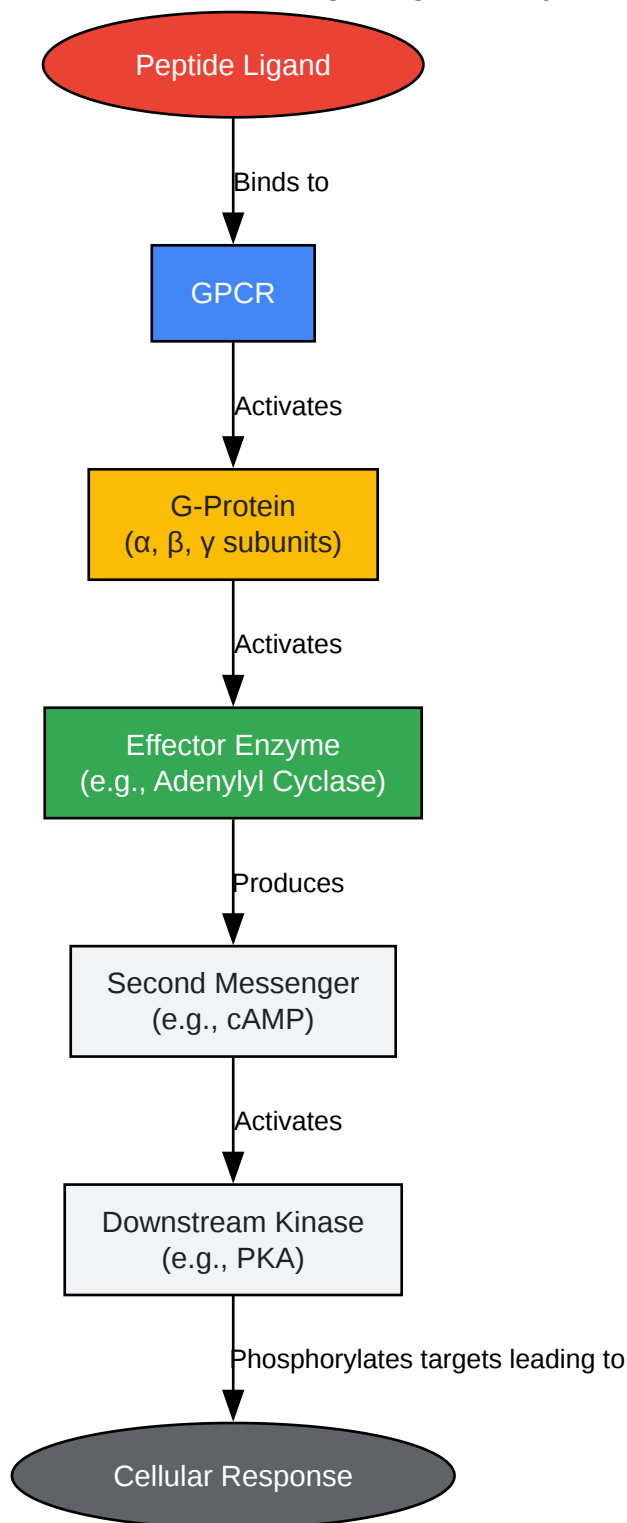 Peptide Ligand
Binds to
GPCR
Activates
G-Protein
(α, β, γ subunits)
Activates
Effector Enzyme
(e.g., Adenylyl Cyclase)
Produces
Second Messenger
(e.g., cAMP)
Activates
Downstream Kinase
(e.g., PKA)
Phosphorylates targets leading to
Cellular Response